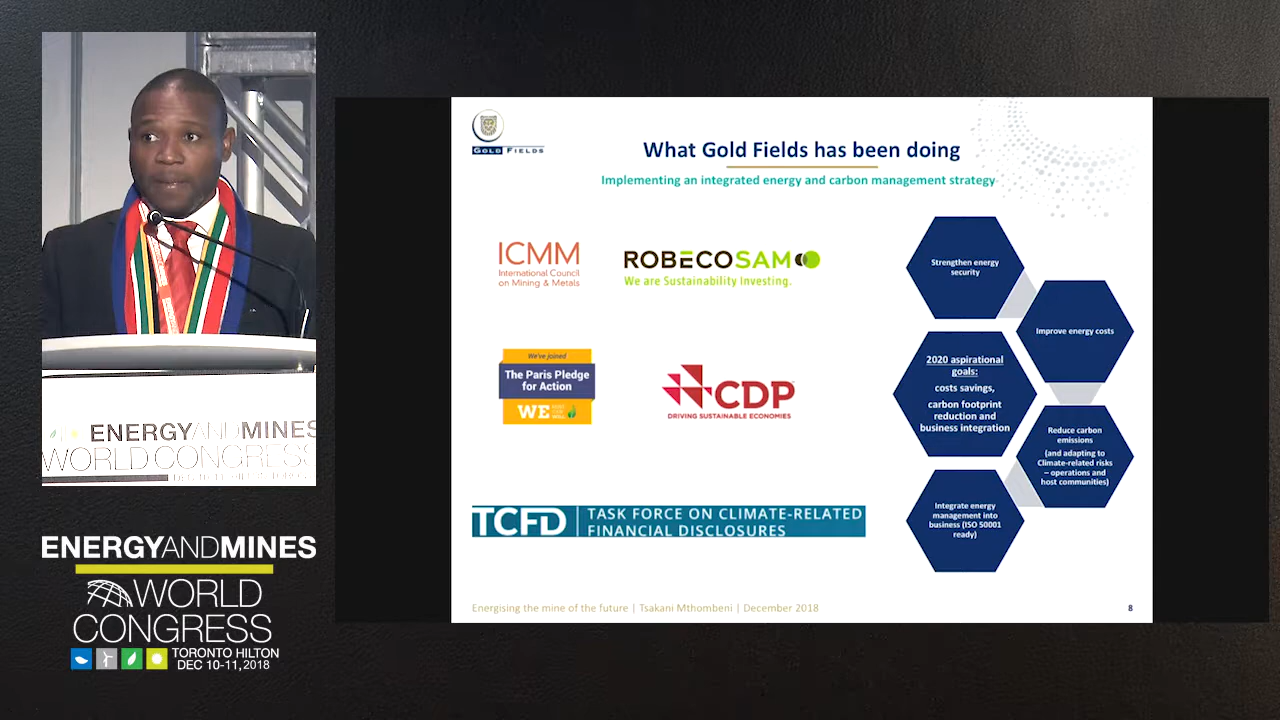 ENERGYANDMINES
WORLD CONGRESS
ENERGYANDMINES
WORLD
CONGRESS
TORONTO HILTON
DEC 10-11, 2018
GOLD FIELDS
What Gold Fields has been doing
Implementing an integrated energy and carbon management strategy
ICMM
International Council
on Mining & Metals
ROBECOSAM
We are Sustainability Investing.
We've joined
The Paris Pledge
for Action
WE
CDP
DRIVING SUSTAINABLE ECONOMIES
TCFD
TASK FORCE ON CLIMATE-RELATED
FINANCIAL DISCLOSURES
Strengthen energy
security
Improve energy costs
2020 aspirational
goals:
costs savings,
carbon footprint
reduction and
business integration
Reduce carbon
emissions
(and adapting to
Climate-related risks
– operations and
host communities)
Integrate energy
management into
business (ISO 50001
ready)
Energising the mine of the future | Tsakani Mthombeni | December 2018
8